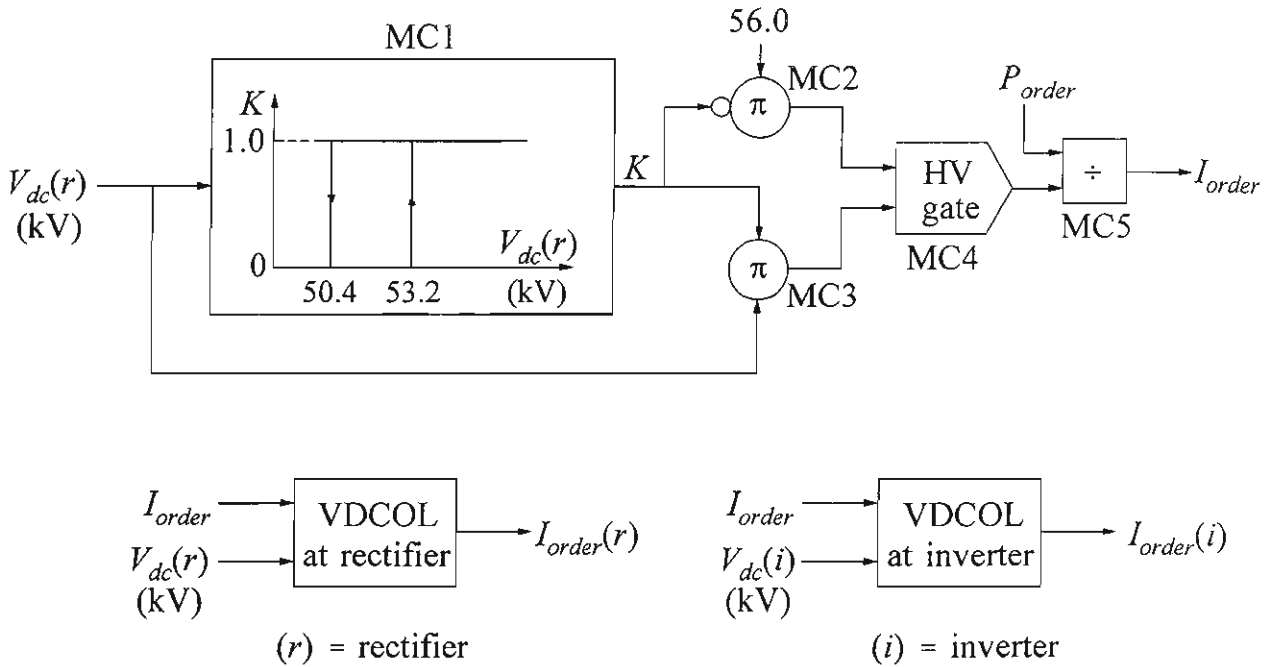 56.0
MC1
MC2
π
P_order
K
1.0
V_dc(r)
(kV)
K
HV
gate
÷
I_order
MC5
MC4
0
V_dc(r)
(kV)
50.4
53.2
π
MC3
I_order
V_dc(r)
(kV)
VDCOL
at rectifier
I_order(r)
I_order
V_dc(i)
(kV)
VDCOL
at inverter
I_order(i)
(r) = rectifier
(i) = inverter